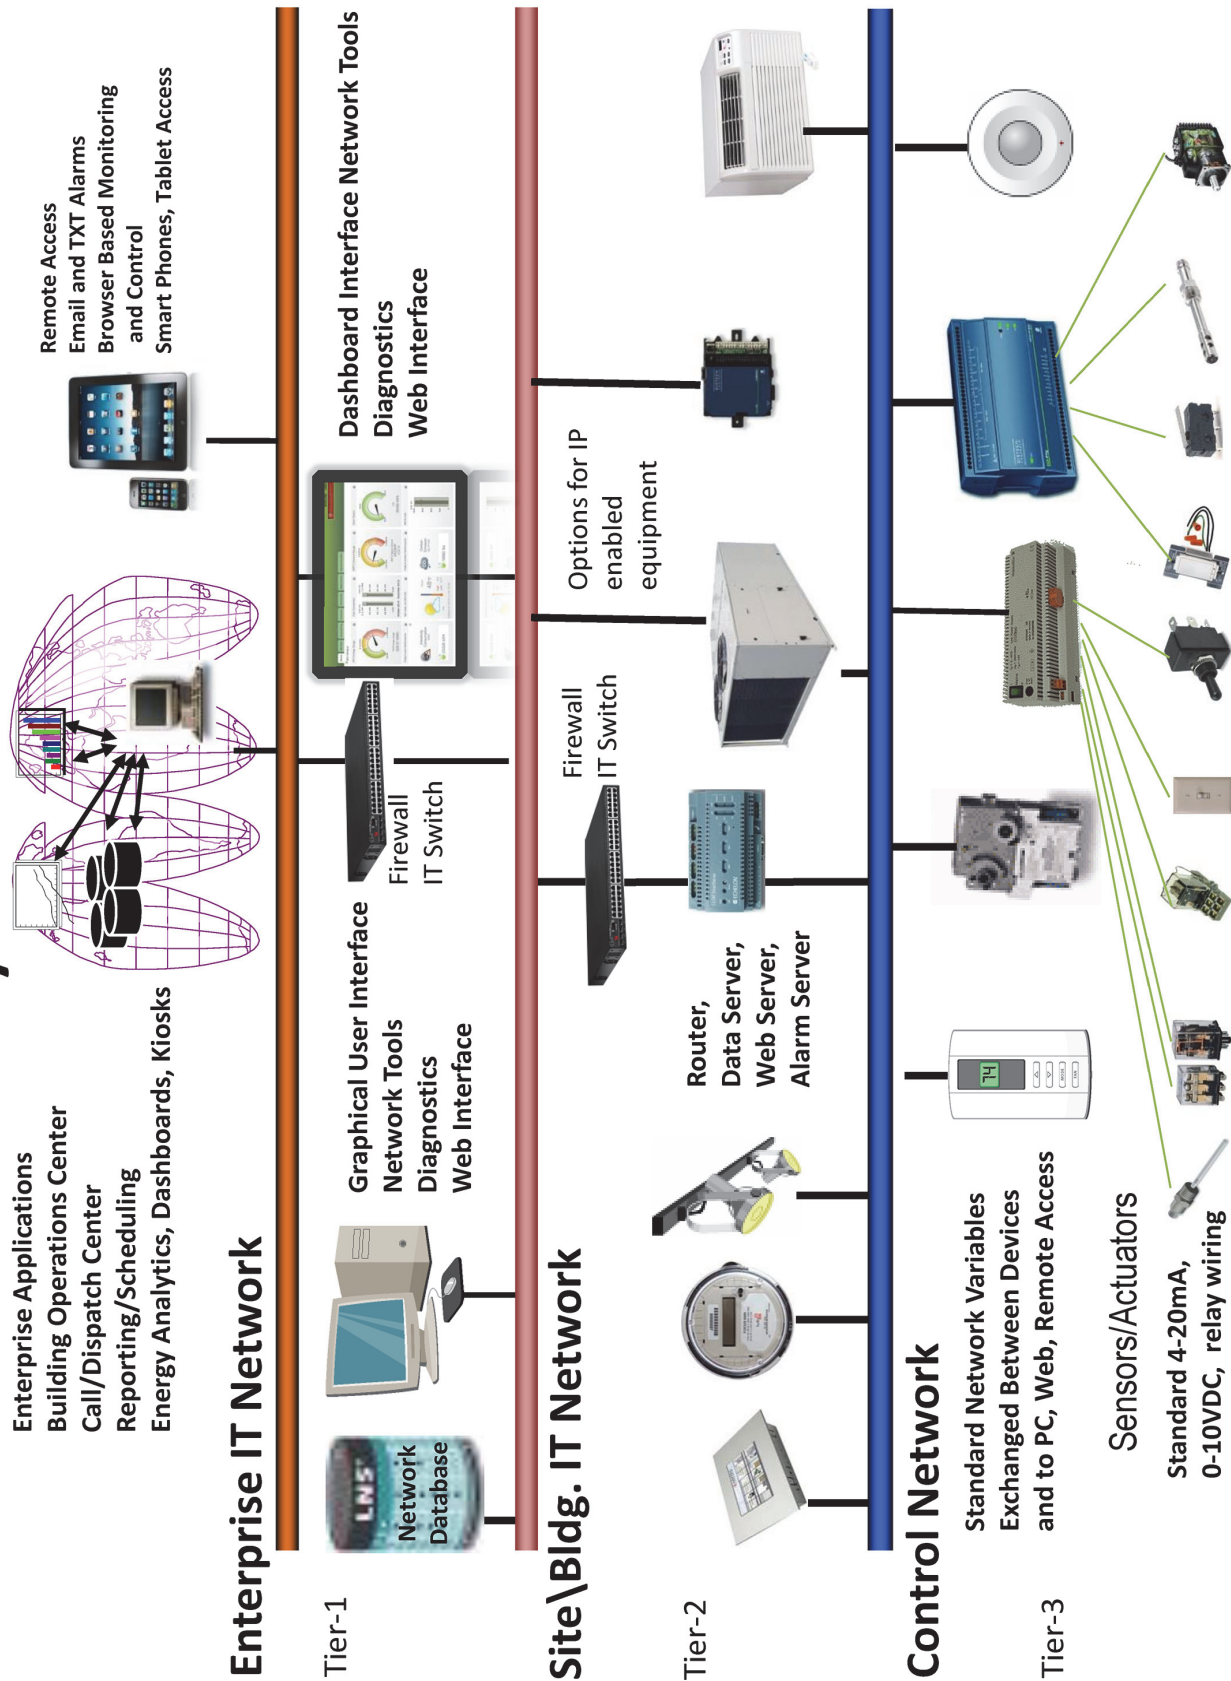 Enterprise Applications
Building Operations Center
Call/Dispatch Center
Reporting/Scheduling
Energy Analytics, Dashboards, Kiosks
Remote Access
Email and TXT Alarms
Browser Based Monitoring
and Control
Smart Phones, Tablet Access
Enterprise IT Network
Tier-1
LNS
Network
Database
Graphical User Interface
Network Tools
Diagnostics
Web Interface
Firewall
IT Switch
Dashboard Interface Network Tools
Diagnostics
Web Interface
Site\Bldg. IT Network
Firewall
IT Switch
Options for IP
enabled
equipment
Tier-2
Router,
Data Server,
Web Server,
Alarm Server
Control Network
Standard Network Variables
Exchanged Between Devices
and to PC, Web, Remote Access
74
Tier-3
Sensors/Actuators
Standard 4-20mA,
0-10VDC, relay wiring